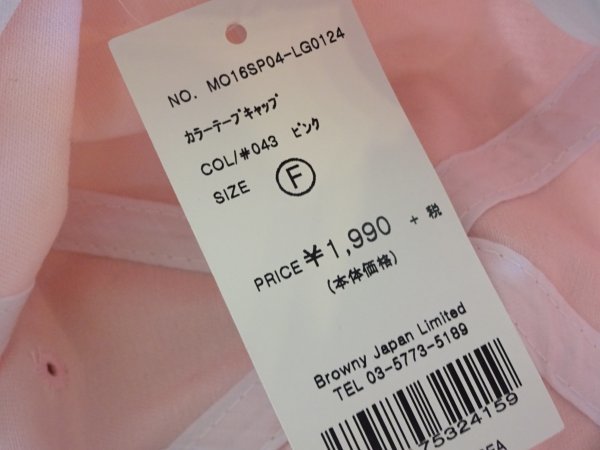 NO. MO16SP04-LG0124
カラーテープキャップ
COL/#043 ピンク
SIZE F
PRICE ¥1,990 + 税
(本体価格)
Browny Japan Limited
TEL 03-5773-5189
75324159